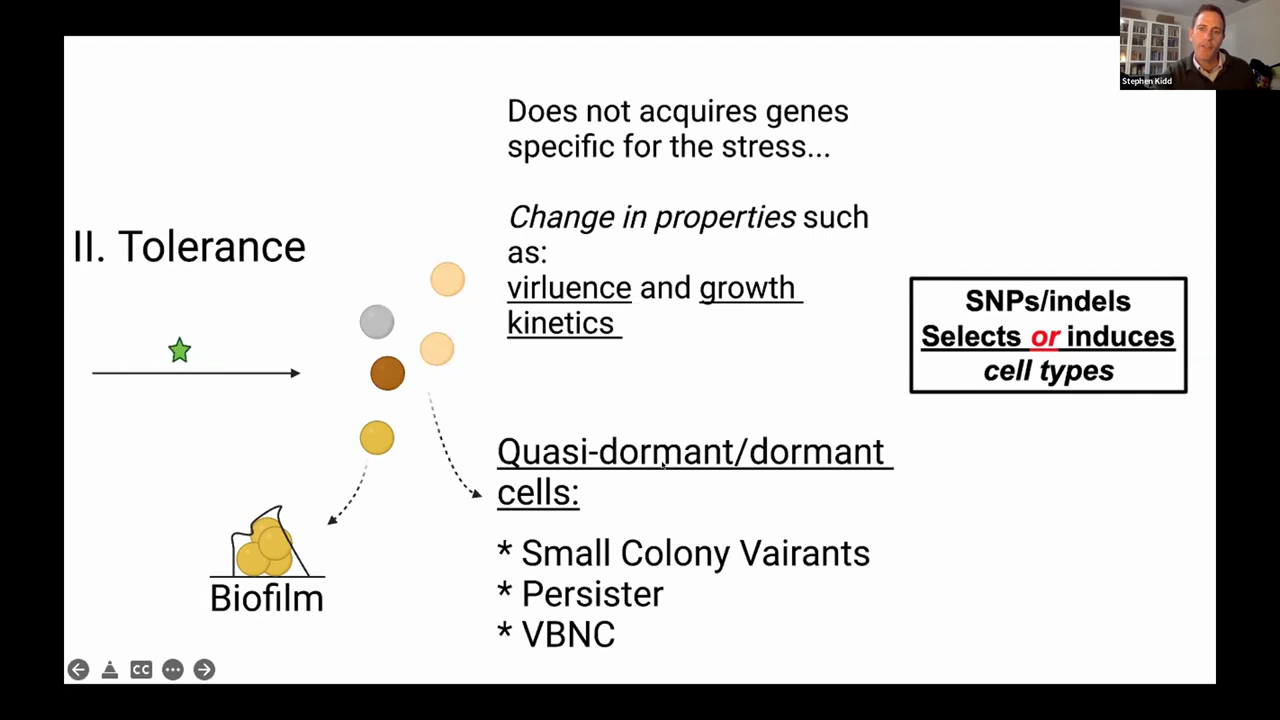 Stephen Kidd
Does not acquires genes
specific for the stress...
Change in properties such
as:
virluence and growth
kinetics
II. Tolerance
SNPs/indels
Selects or induces
cell types
Quasi-dormant/dormant
cells:
* Small Colony Vairants
* Persister
* VBNC
Biofilm
CC